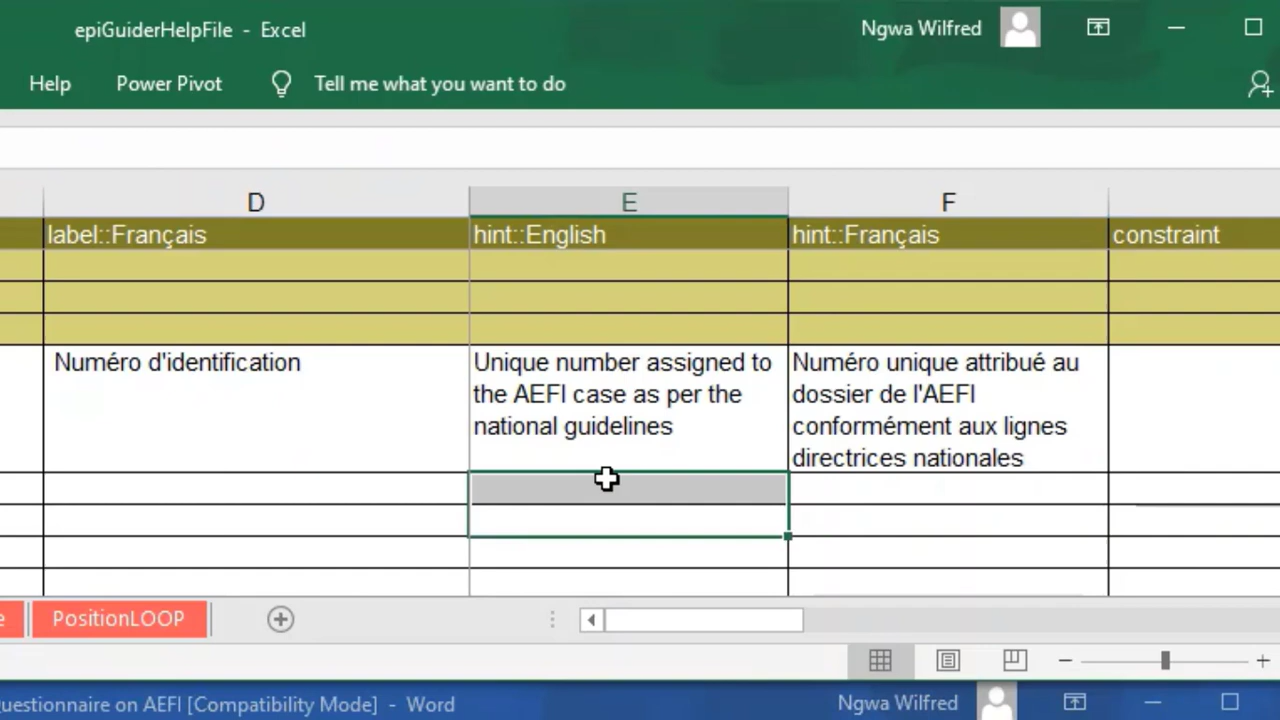 epiGuiderHelpFile - Excel
Ngwa Wilfred
Help
Power Pivot
Tell me what you want to do
D
E
F
label::Français
hint::English
hint::Français
constraint
Numéro d'identification
Unique number assigned to
the AEFI case as per the
national guidelines
Numéro unique attribué au
dossier de l'AEFI
conformément aux lignes
directrices nationales
e
PositionLOOP
uestionnaire on AEFI [Compatibility Mode] - Word
Ngwa Wilfred